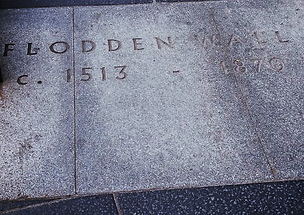 FLODDEN WALL
c. 1513 - 1870